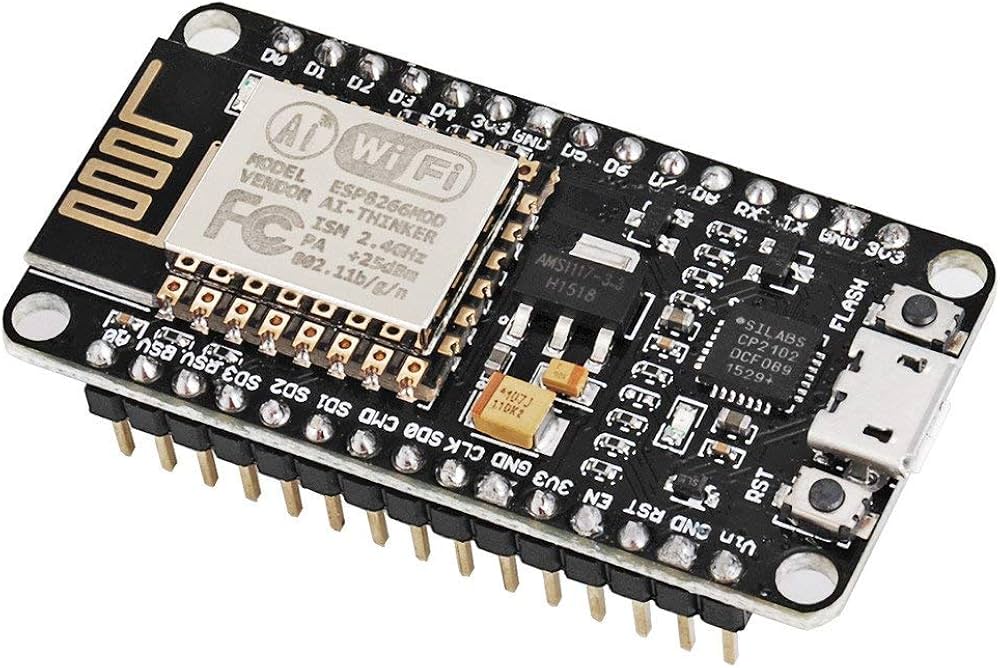 D0 D1 D2 D3 D4 3V3 GND D5 D6 D7 D8 RX TX GND 3V3
Ai WiFi
MODEL ESP8266MOD
VENDOR AI-THINKER
FC ISM 2.4GHz
PA +25dBm
802.11b/g/n
AMS1117-3.3
H1518
SILABS
CP2102
DCF0B9
1529+
FLASH
107J
RST
A0 RSV RSV SD3 SD2 SD1 CMD SD0 CLK GND 3V3 EN RST GND Vin